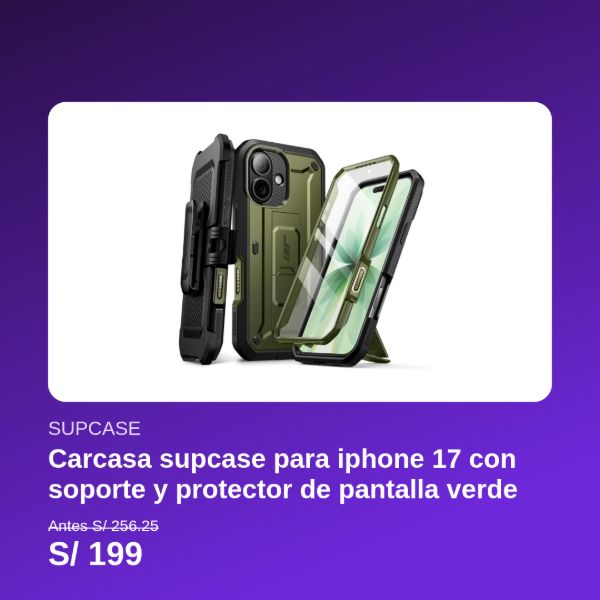 SUPCASE
Carcasa supcase para iphone 17 con
soporte y protector de pantalla verde
Antes S/ 256.25
S/ 199